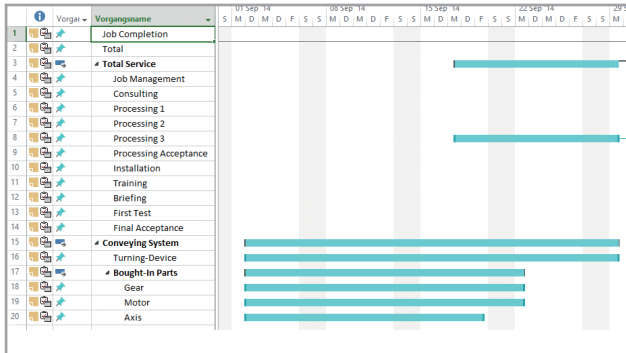 01 Sep '14 08 Sep '14 15 Sep '14 22 Sep '14 29 S
Vorgar Vorgangsname S M D M D F S S M D M D F S S M D M D F S S M D M D F S S M
1 Job Completion
2 Total
3 Total Service
4 Job Management
5 Consulting
6 Processing 1
7 Processing 2
8 Processing 3
9 Processing Acceptance
10 Installation
11 Training
12 Briefing
13 First Test
14 Final Acceptance
15 Conveying System
16 Turning-Device
17 Bought-In Parts
18 Gear
19 Motor
20 Axis